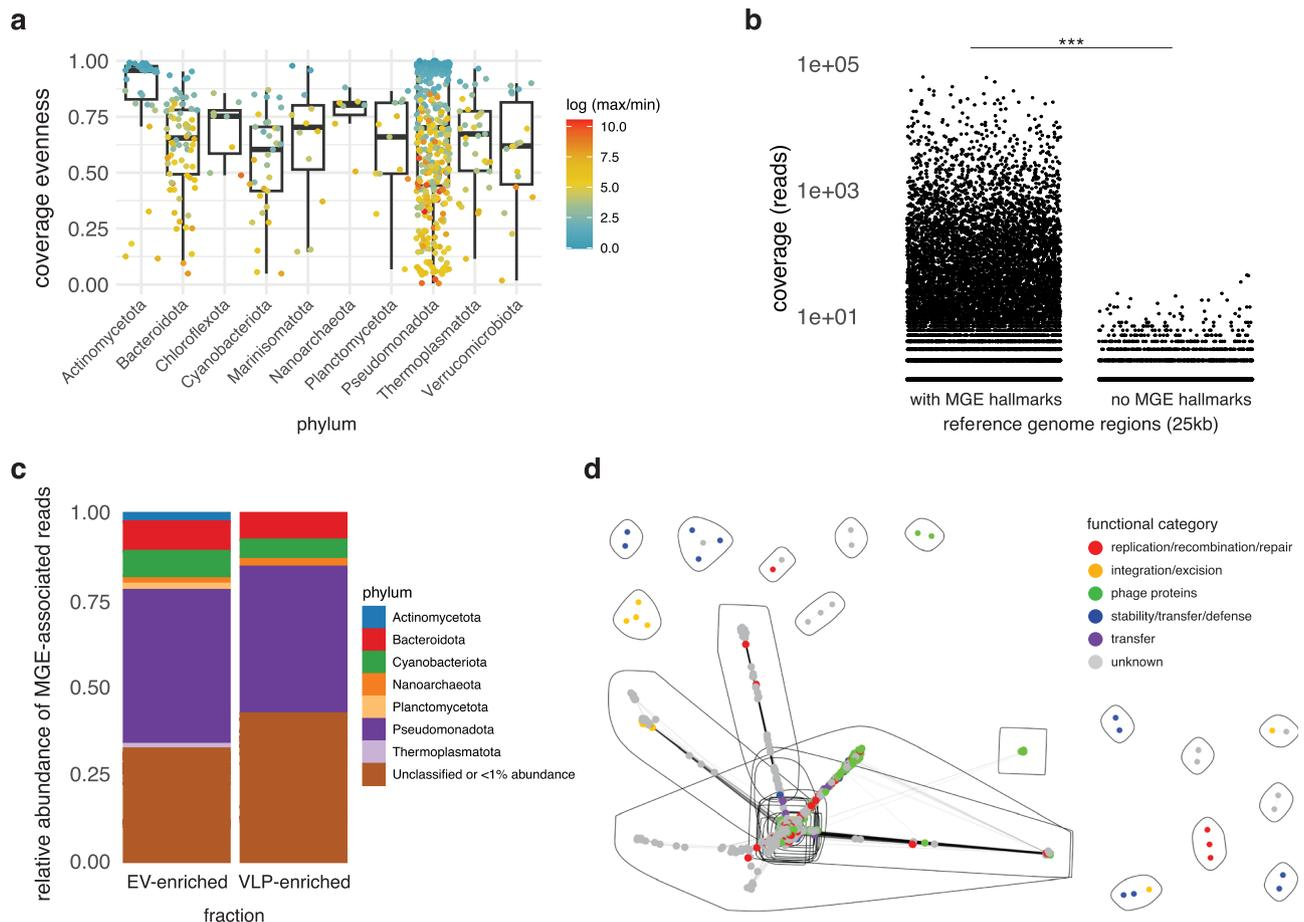 a
1.00
0.75
0.50
0.25
0.00
coverage evenness
Actinomycetota
Bacteroidota
Chloroflexota
Cyanobacteriota
Marinisomatota
Nanoarchaeota
Planctomycetota
Pseudomonadota
Thermoplasmatota
Verrucomicrobiota
phylum
log (max/min)
10.0
7.5
5.0
2.5
0.0
b
***
1e+05
1e+03
1e+01
coverage (reads)
with MGE hallmarks
no MGE hallmarks
reference genome regions (25kb)
c
relative abundance of MGE-associated reads
1.00
0.75
0.50
0.25
0.00
EV-enriched
VLP-enriched
fraction
phylum
Actinomycetota
Bacteroidota
Cyanobacteriota
Nanoarchaeota
Planctomycetota
Pseudomonadota
Thermoplasmatota
Unclassified or <1% abundance
d
functional category
replication/recombination/repair
integration/excision
phage proteins
stability/transfer/defense
transfer
unknown